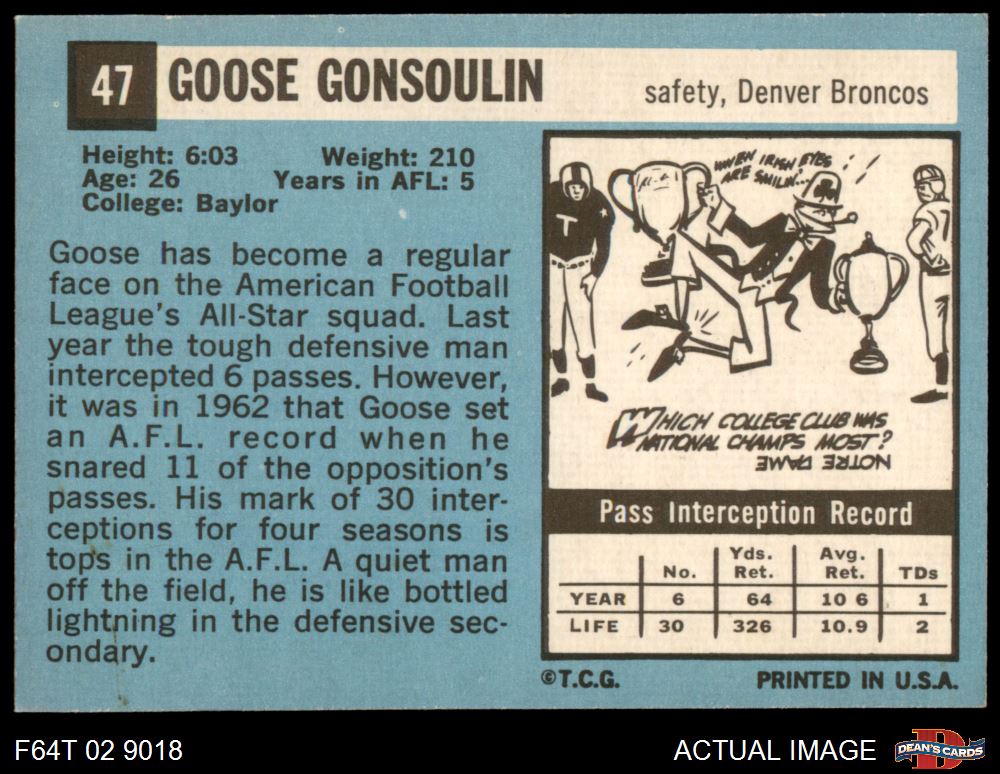 47 GOOSE GONSOULIN safety, Denver Broncos
Height: 6:03 Weight: 210
Age: 26 Years in AFL: 5
College: Baylor
Goose has become a regular
face on the American Football
League's All-Star squad. Last
year the tough defensive man
intercepted 6 passes. However,
it was in 1962 that Goose set
an A.F.L. record when he
snared 11 of the opposition's
passes. His mark of 30 inter-
ceptions for four seasons is
tops in the A.F.L. A quiet man
off the field, he is like bottled
lightning in the defensive sec-
ondary.
WHEN IRISH EYES
ARE SMILIN'...
T
WHICH COLLEGE CLUB WAS
NATIONAL CHAMPS MOST?
NOTRE DAME
Pass Interception Record
No. Yds. Ret. Avg. Ret. TDs
YEAR 6 64 10 6 1
LIFE 30 326 10.9 2
©T.C.G. PRINTED IN U.S.A.
F64T 02 9018 ACTUAL IMAGE DEAN'S CARDS